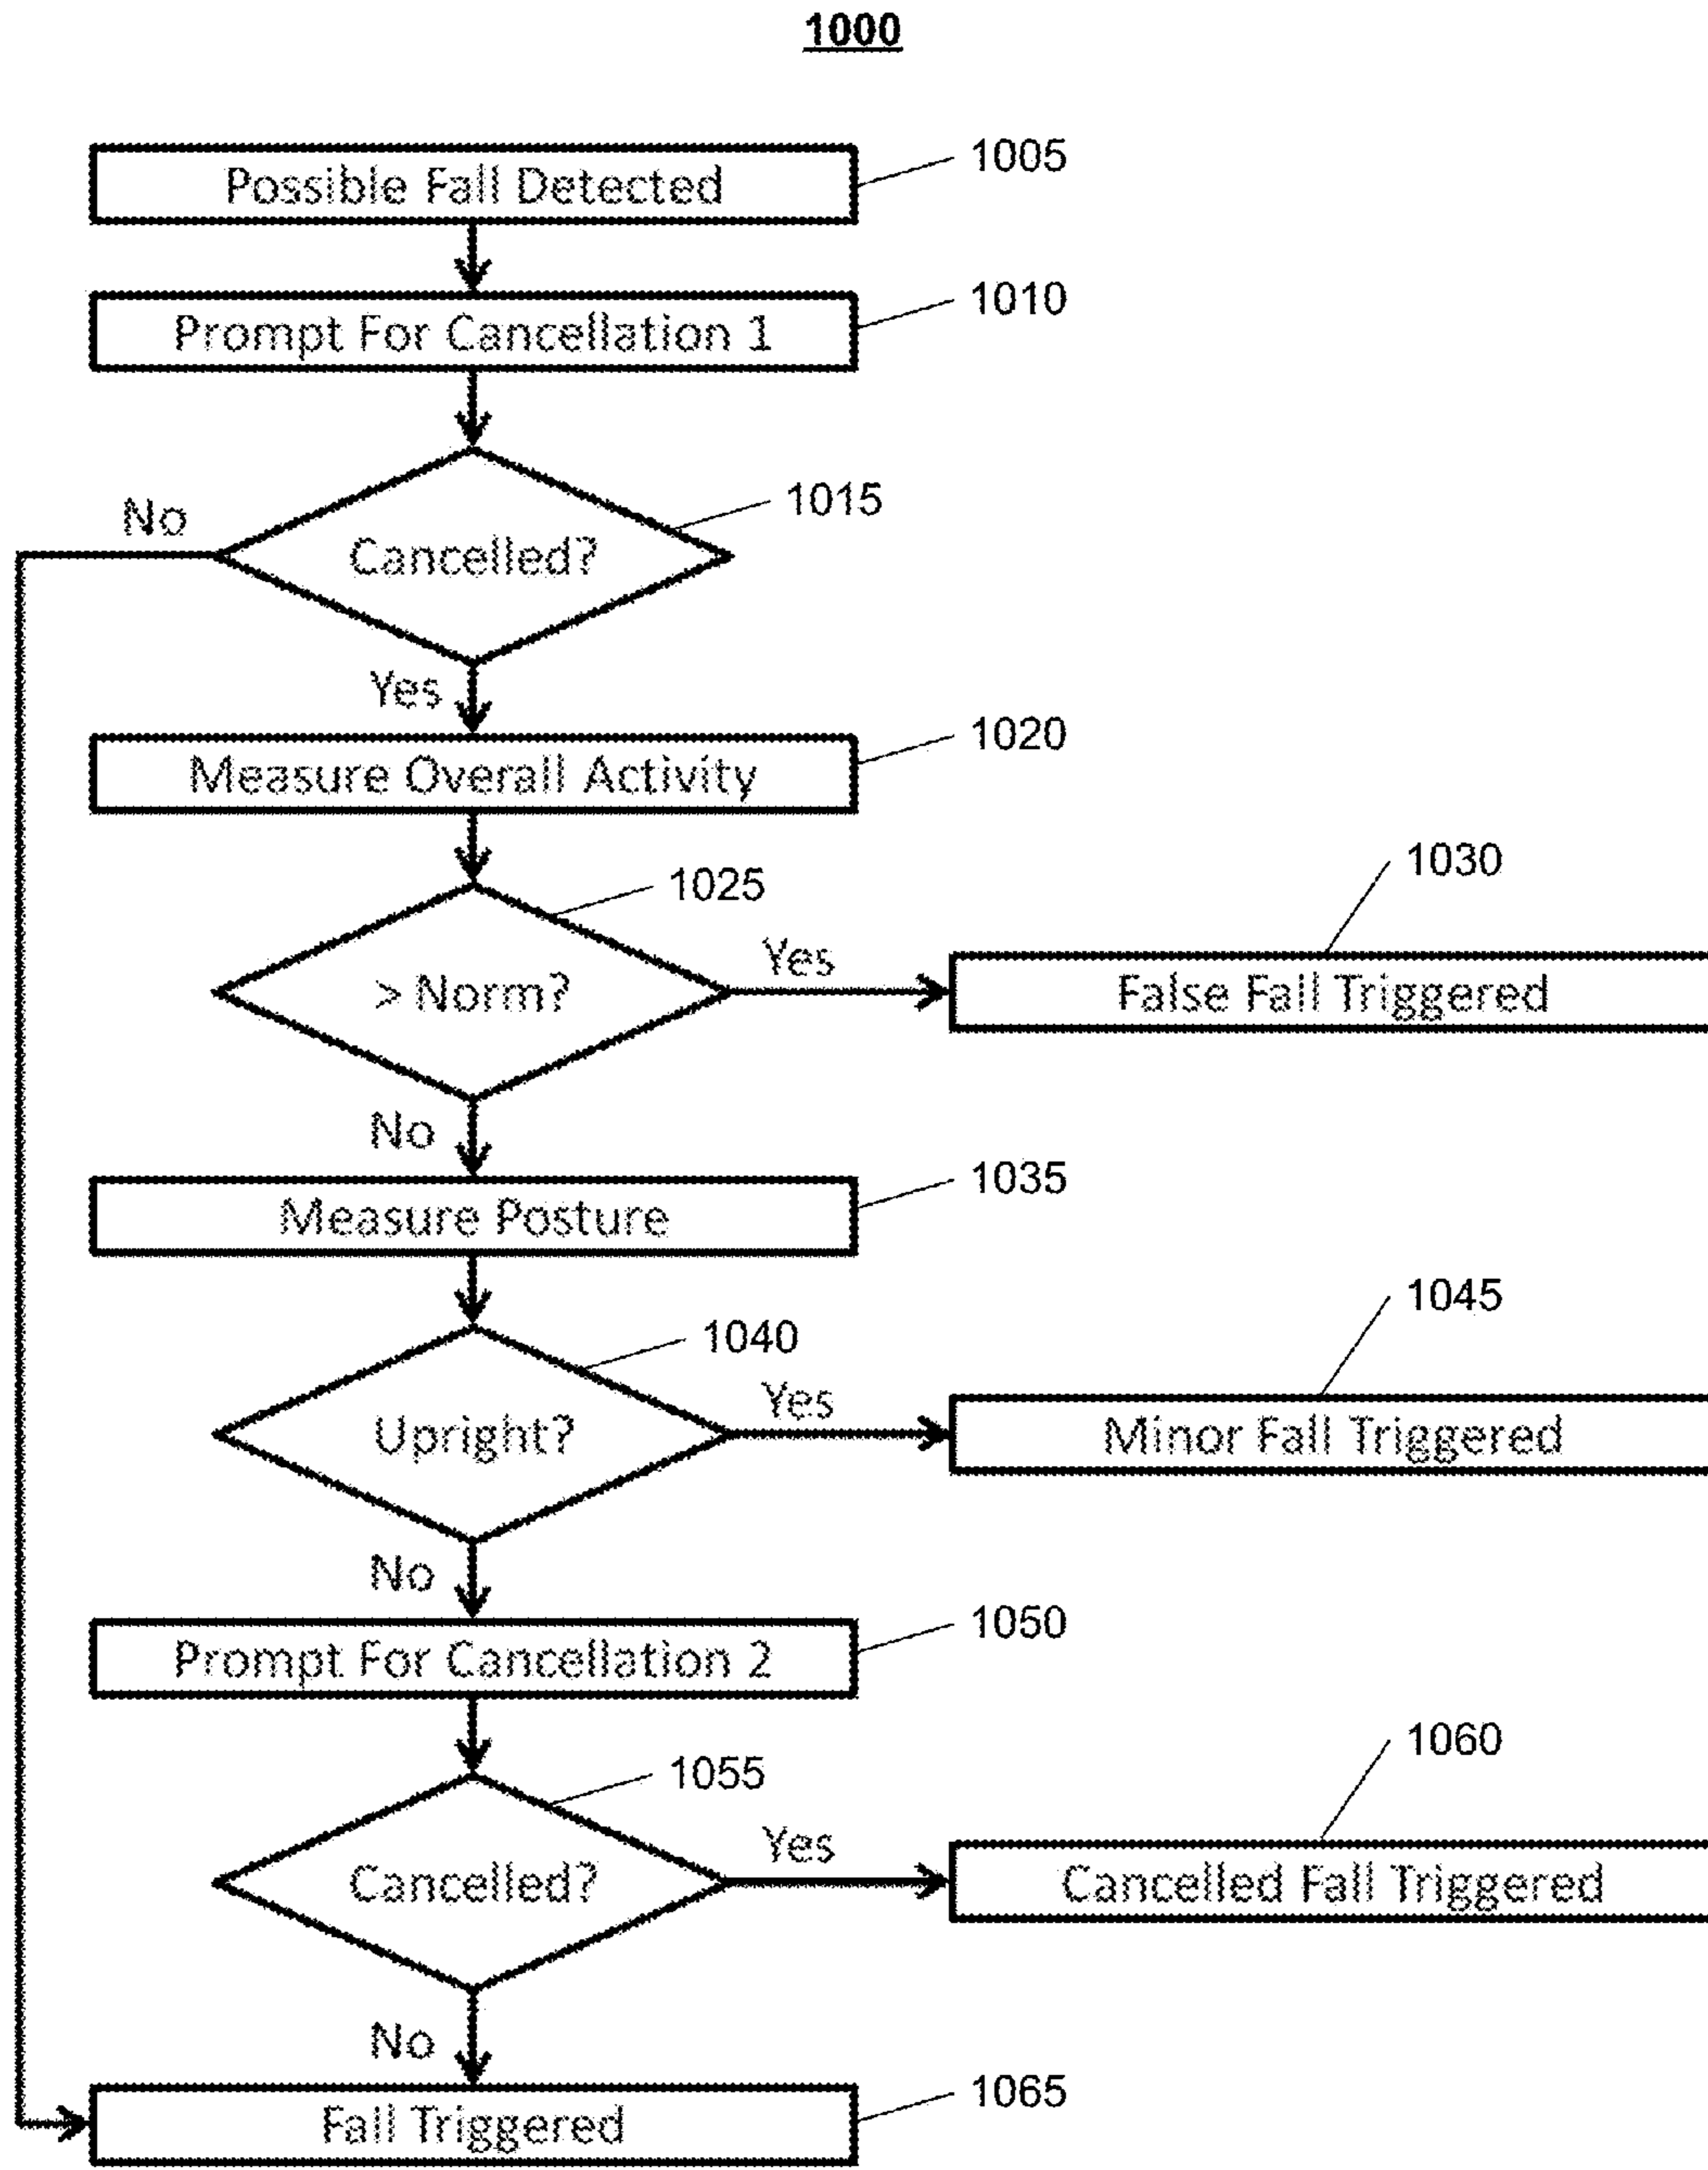 1000
Possible Fall Detected
1005
Prompt For Cancellation 1
1010
Cancelled?
1015
No
Yes
Measure Overall Activity
1020
> Norm?
1025
Yes
False Fall Triggered
1030
No
Measure Posture
1035
Upright?
1040
Yes
Minor Fall Triggered
1045
No
Prompt For Cancellation 2
1050
Cancelled?
1055
Yes
Cancelled Fall Triggered
1060
No
Fall Triggered
1065